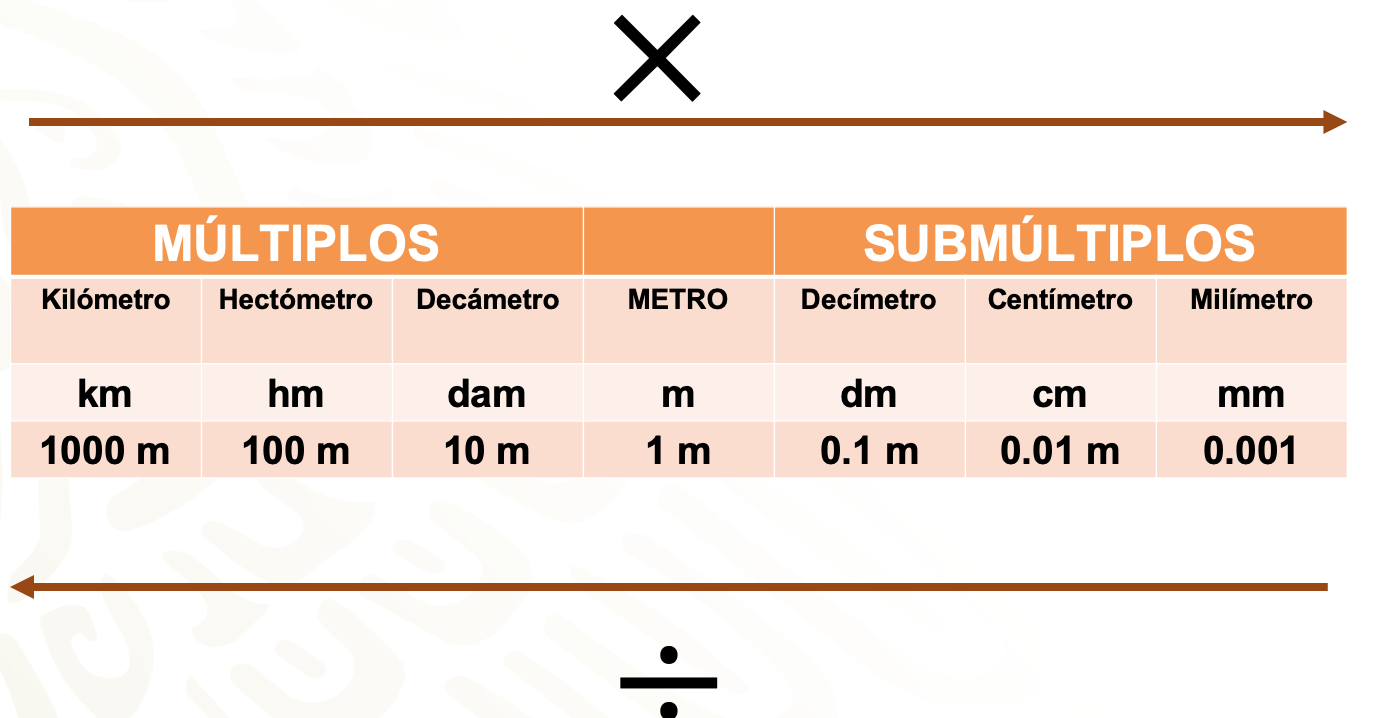 ×
MÚLTIPLOS SUBMÚLTIPLOS
Kilómetro Hectómetro Decámetro METRO Decímetro Centímetro Milímetro
km hm dam m dm cm mm
1000 m 100 m 10 m 1 m 0.1 m 0.01 m 0.001
÷